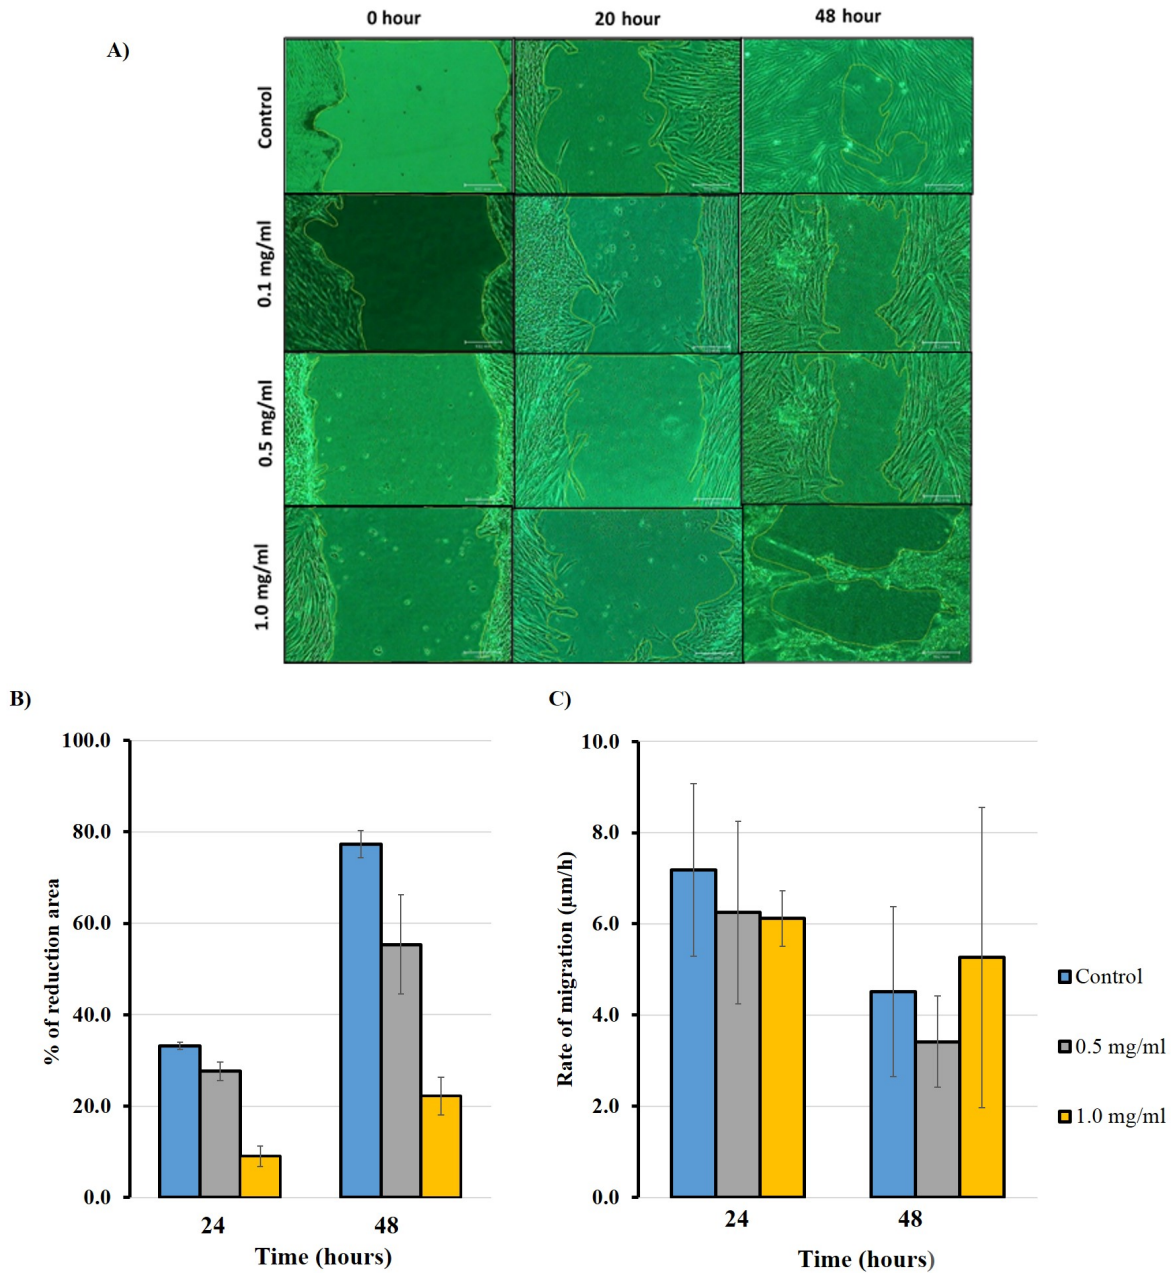 0 hour
20 hour
48 hour
A)
Control
0.1 mg/ml
0.5 mg/ml
1.0 mg/ml
B)
C)
% of reduction area
100.0
80.0
60.0
40.0
20.0
0.0
24
48
Time (hours)
Rate of migration (µm/h)
10.0
8.0
6.0
4.0
2.0
0.0
24
48
Time (hours)
Control
0.5 mg/ml
1.0 mg/ml